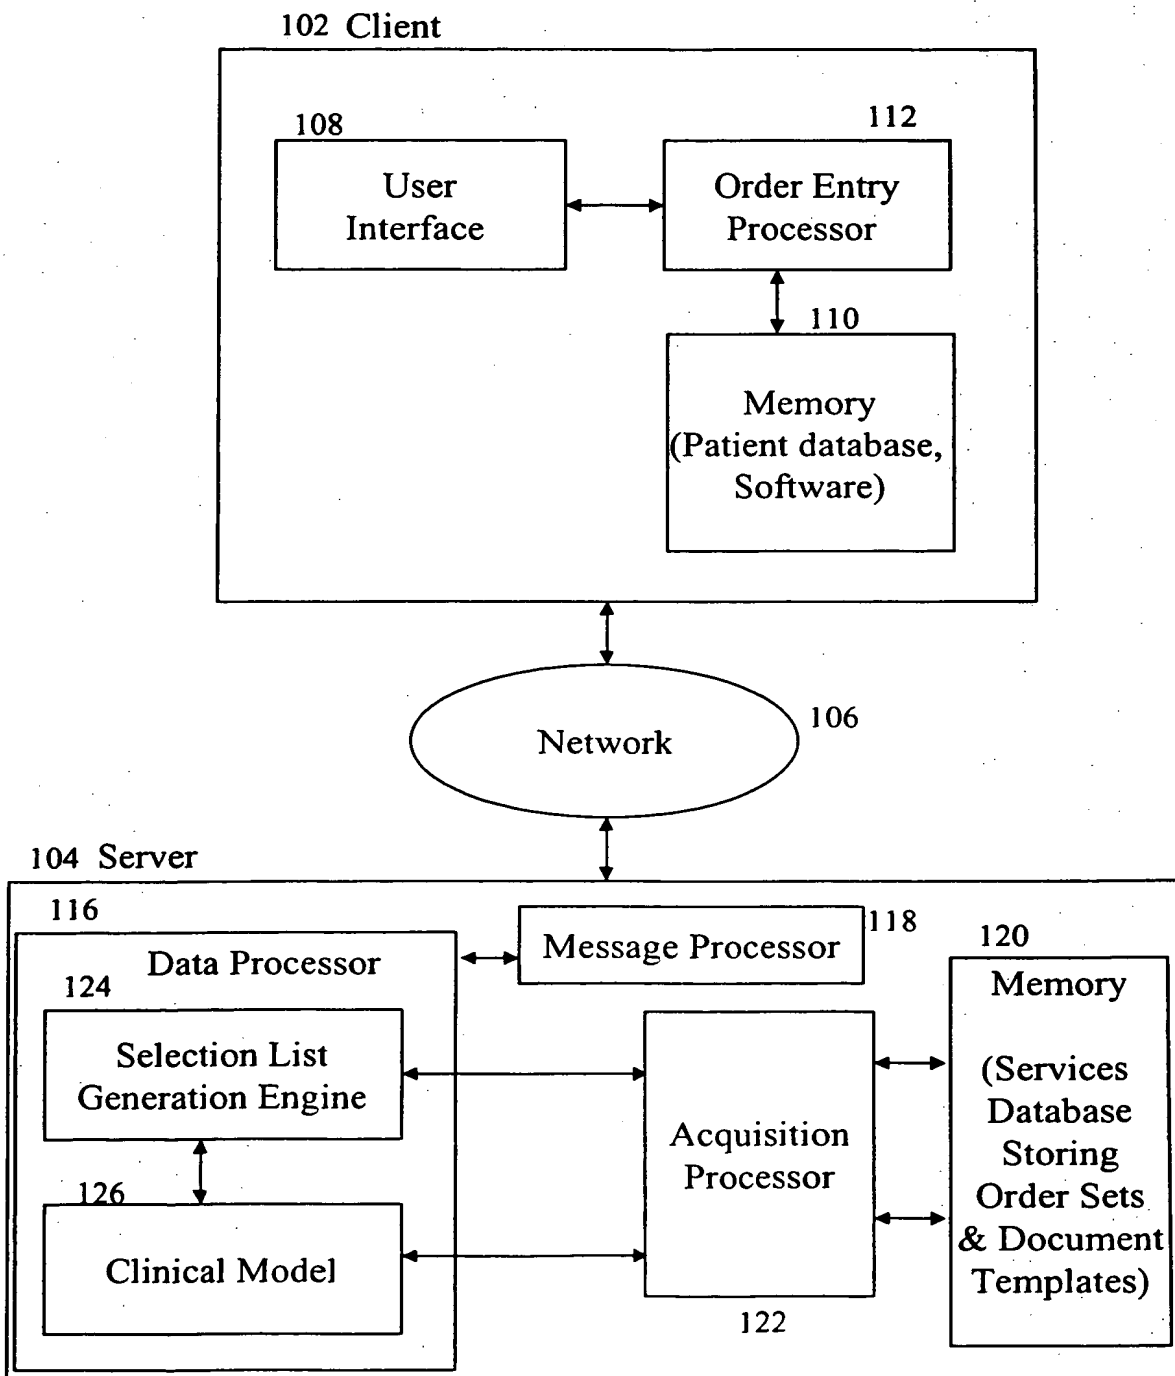 102 Client
108
112
User
Interface
Order Entry
Processor
110
Memory
(Patient database,
Software)
Network
106
104 Server
116
Data Processor
Message Processor
118
120
Memory
(Services
Database
Storing
Order Sets
& Document
Templates)
124
Selection List
Generation Engine
Acquisition
Processor
126
Clinical Model
122